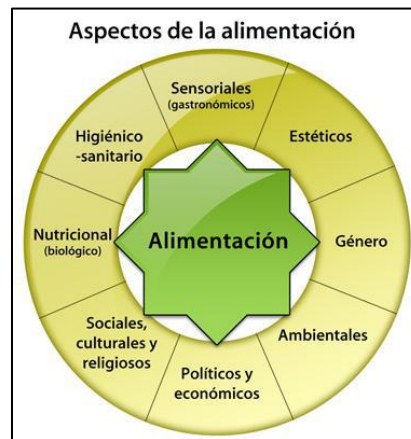 Aspectos de la alimentación
Sensoriales
(gastronómicos)
Estéticos
Género
Ambientales
Políticos y
económicos
Sociales,
culturales y
religiosos
Nutricional
(biológico)
Higiénico
-sanitario
Alimentación